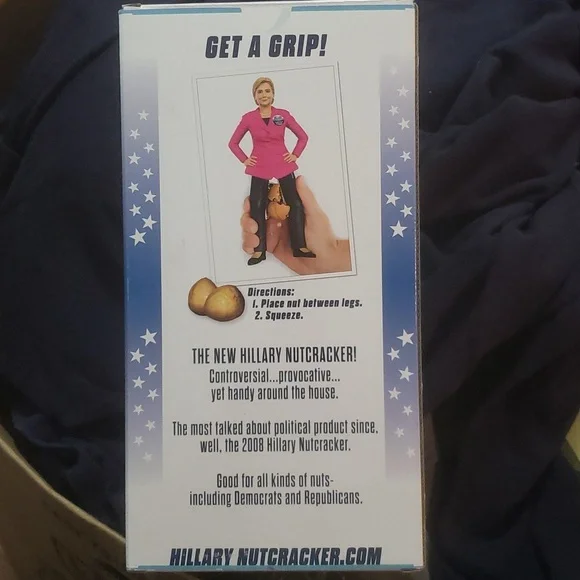 GET A GRIP!
Directions:
1. Place nut between legs.
2. Squeeze.
THE NEW HILLARY NUTCRACKER!
Controversial...provocative...
yet handy around the house.
The most talked about political product since,
well, the 2008 Hillary Nutcracker.
Good for all kinds of nuts-
including Democrats and Republicans.
HILLARY NUTCRACKER.COM